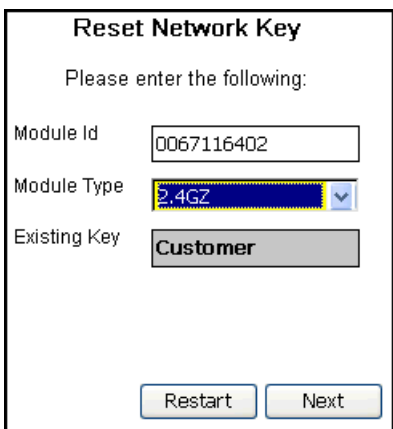 Reset Network Key
Please enter the following:
Module Id
0067116402
Module Type
2.4GZ
Existing Key
Customer
Restart
Next